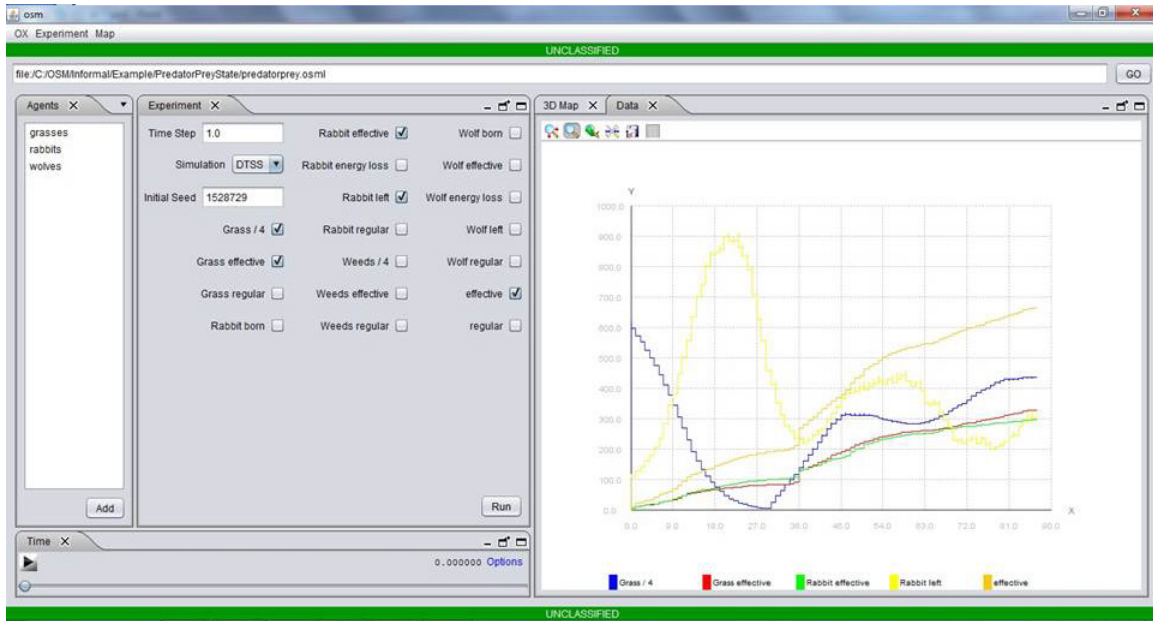 osm
OX Experiment Map
UNCLASSIFIED
file:/C:/OSM/Informal/Example/PredatorPreyState/predatorprey.osml GO
Agents X
grasses
rabbits
wolves
Add
Experiment X
Time Step 1.0 Rabbit effective Wolf born
Simulation DTSS Rabbit energy loss Wolf effective
Initial Seed 1528729 Rabbit left Wolf energy loss
Grass / 4 Rabbit regular Wolf left
Grass effective Weeds / 4 Wolf regular
Grass regular Weeds effective effective
Rabbit born Weeds regular regular
Run
Time X
0.000000 Options
3D Map X Data X
Y
1000.0
900.0
800.0
700.0
600.0
500.0
400.0
300.0
200.0
100.0
0.0 X
0.0 9.0 18.0 27.0 36.0 45.0 54.0 63.0 72.0 81.0 90.0
Grass / 4 Grass effective Rabbit effective Rabbit left effective
UNCLASSIFIED